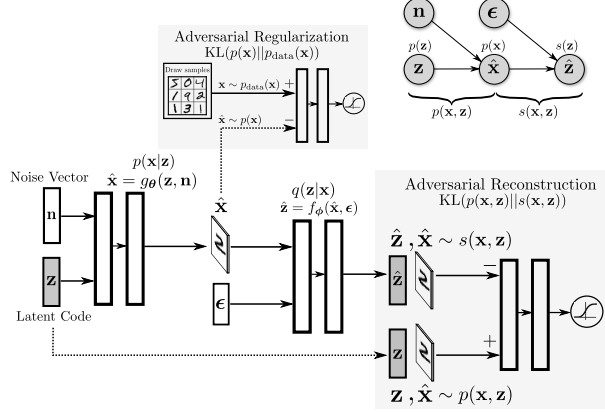 Adversarial Regularization
KL(p(x)||p_data(x))
Draw samples
5 0 4
1 9 2
1 3 1
x ∼ p_data(x)
+
x̂ ∼ p(x)
−
n
ϵ
p(z)
p(x)
s(z)
z
x̂
ẑ
p(x, z)
s(x, z)
Noise Vector
n
z
Latent Code
p(x|z)
x̂ = g_θ(z, n)
x̂
ϵ
q(z|x)
ẑ = f_ϕ(x̂, ϵ)
Adversarial Reconstruction
KL(p(x, z)||s(x, z))
ẑ , x̂ ∼ s(x, z)
ẑ
−
z
+
z , x̂ ∼ p(x, z)